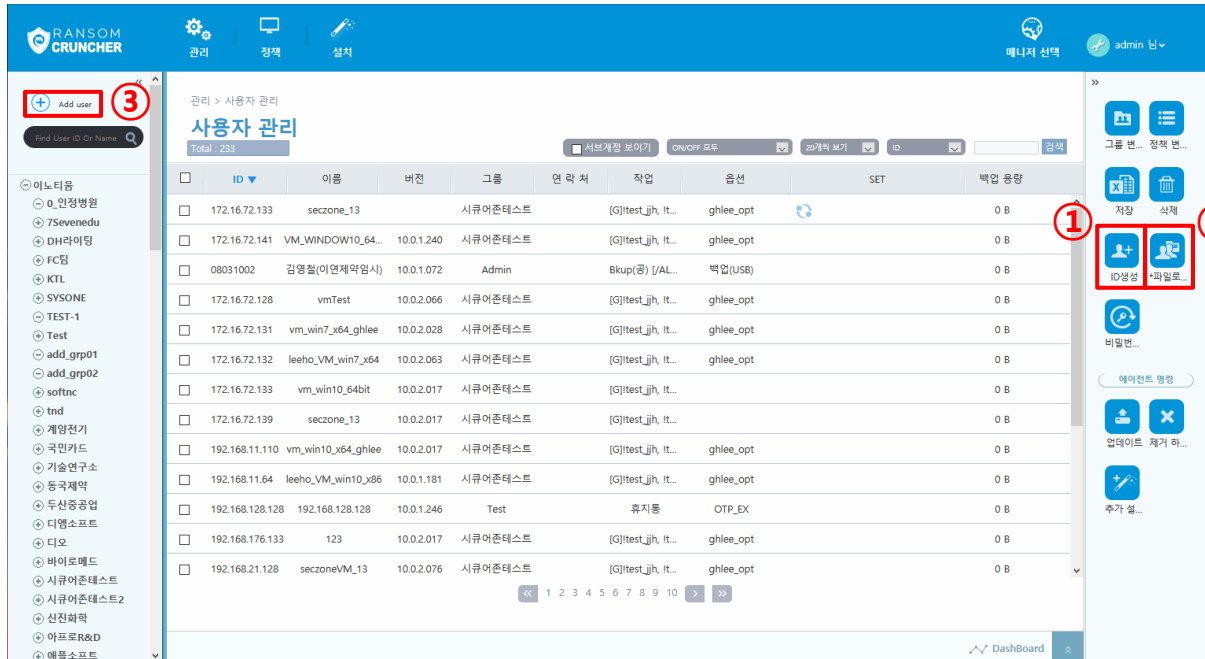 RANSOM
CRUNCHER
관리
정책
설치
매니저 선택
admin 님
«
Add user
③
Find User ID Or Name
이노티움
0_인정병원
7Sevenedu
DH라이팅
FC팀
KTL
SYSONE
TEST-1
Test
add_grp01
add_grp02
softnc
tnd
계양전기
국민카드
기술연구소
동국제약
두산중공업
디엠소프트
디오
바이로메드
시큐어존테스트
시큐어존테스트2
신진화학
아프로R&D
애플소프트
관리 > 사용자 관리
사용자 관리
Total : 233
서브계정 보이기 ON/OFF 모두 20개씩 보기 ID 검색
ID ▼ 이름 버전 그룹 연 락 처 작업 옵션 SET 백업 용량
172.16.72.133 seczone_13 시큐어존테스트 [G]!test_jjh, !t... ghlee_opt 0 B
172.16.72.141 VM_WINDOW10_64... 10.0.1.240 시큐어존테스트 [G]!test_jjh, !t... ghlee_opt 0 B
08031002 김영철(이연제약임시) 10.0.1.072 Admin Bkup(공) [/AL... 백업(USB) 0 B
172.16.72.128 vmTest 10.0.2.066 시큐어존테스트 [G]!test_jjh, !t... ghlee_opt 0 B
172.16.72.131 vm_win7_x64_ghlee 10.0.2.028 시큐어존테스트 [G]!test_jjh, !t... ghlee_opt 0 B
172.16.72.132 leeho_VM_win7_x64 10.0.2.063 시큐어존테스트 [G]!test_jjh, !t... ghlee_opt 0 B
172.16.72.133 vm_win10_64bit 10.0.2.017 시큐어존테스트 [G]!test_jjh, !t... 0 B
172.16.72.139 seczone_13 10.0.2.017 시큐어존테스트 [G]!test_jjh, !t... 0 B
192.168.11.110 vm_win10_x64_ghlee 10.0.2.017 시큐어존테스트 [G]!test_jjh, !t... ghlee_opt 0 B
192.168.11.64 leeho_VM_win10_x86 10.0.1.181 시큐어존테스트 [G]!test_jjh, !t... ghlee_opt 0 B
192.168.128.128 192.168.128.128 10.0.1.246 Test 휴지통 OTP_EX 0 B
192.168.176.133 123 10.0.2.017 시큐어존테스트 [G]!test_jjh, !t... ghlee_opt 0 B
192.168.21.128 seczoneVM_13 10.0.2.076 시큐어존테스트 [G]!test_jjh, !t... ghlee_opt 0 B
« 1 2 3 4 5 6 7 8 9 10 > »
DashBoard
»
그룹 변... 정책 변...
저장 삭제
①
ID생성 *파일로...
비밀번...
에이전트 명령
업데이트 제거 하...
추가 설...